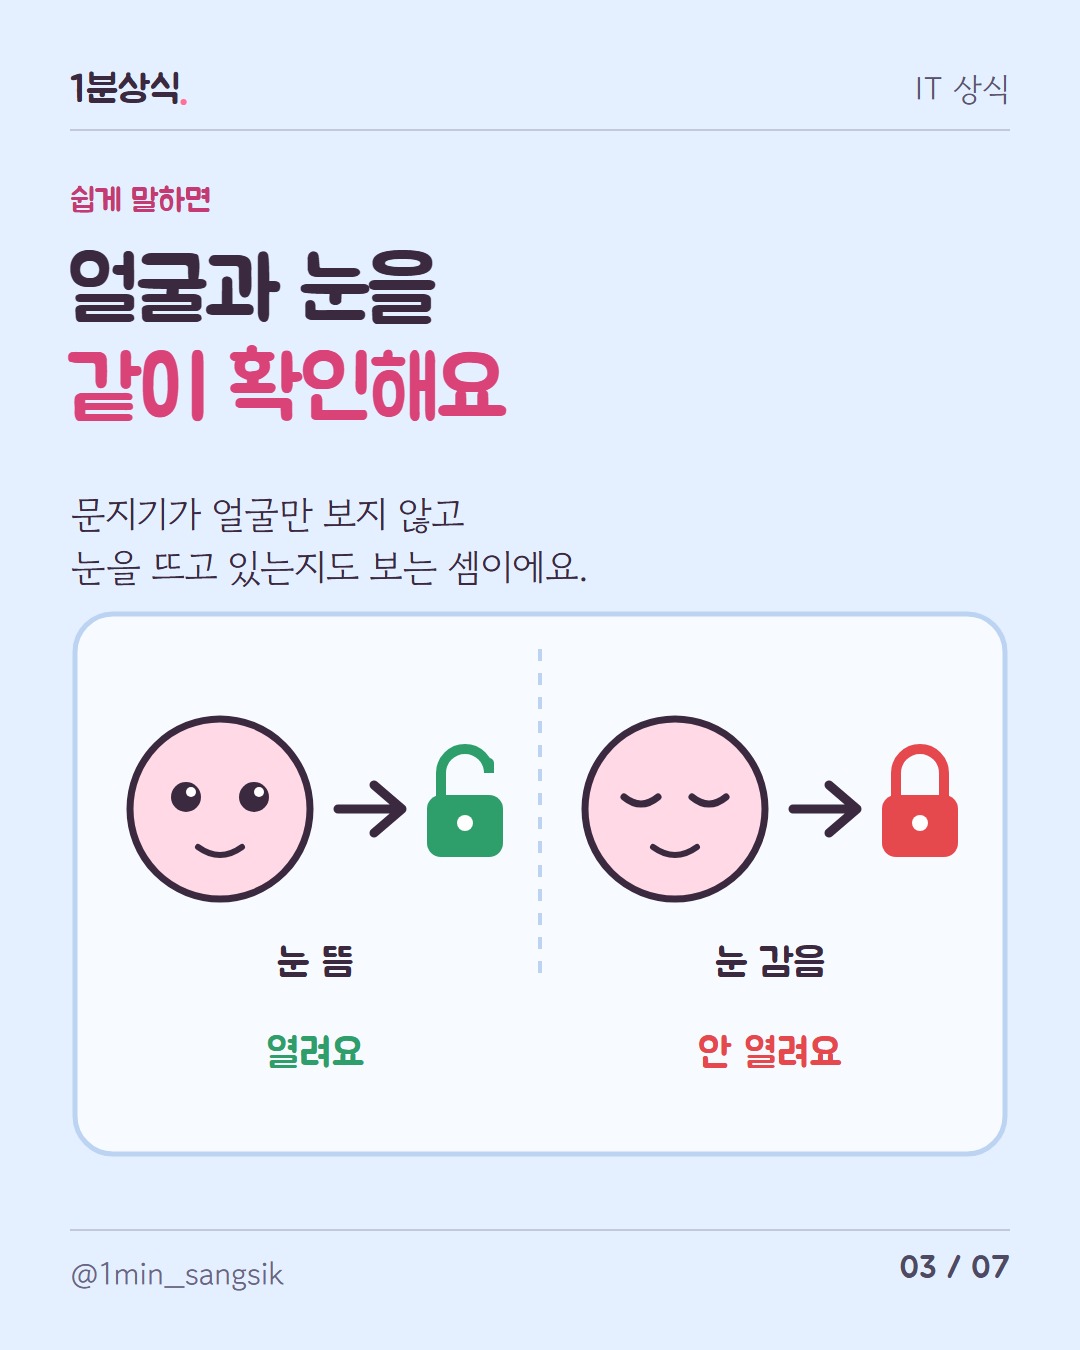 1분상식.
IT 상식
쉽게 말하면
얼굴과 눈을
같이 확인해요
문지기가 얼굴만 보지 않고
눈을 뜨고 있는지도 보는 셈이에요.
눈 뜸
눈 감음
열려요
안 열려요
@1min_sangsik
03 / 07